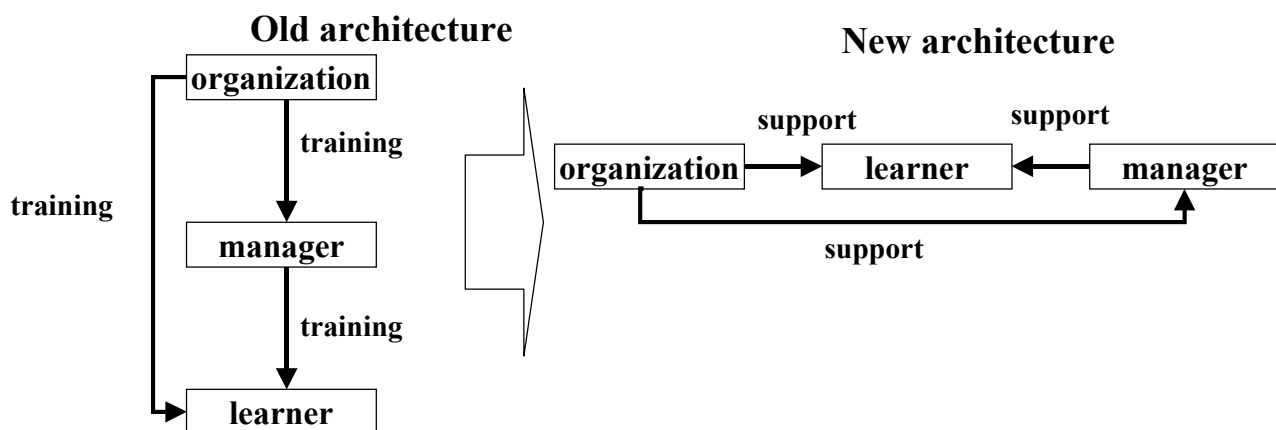 Old architecture
organization
training
training
manager
training
learner
New architecture
support
support
organization
learner
manager
support